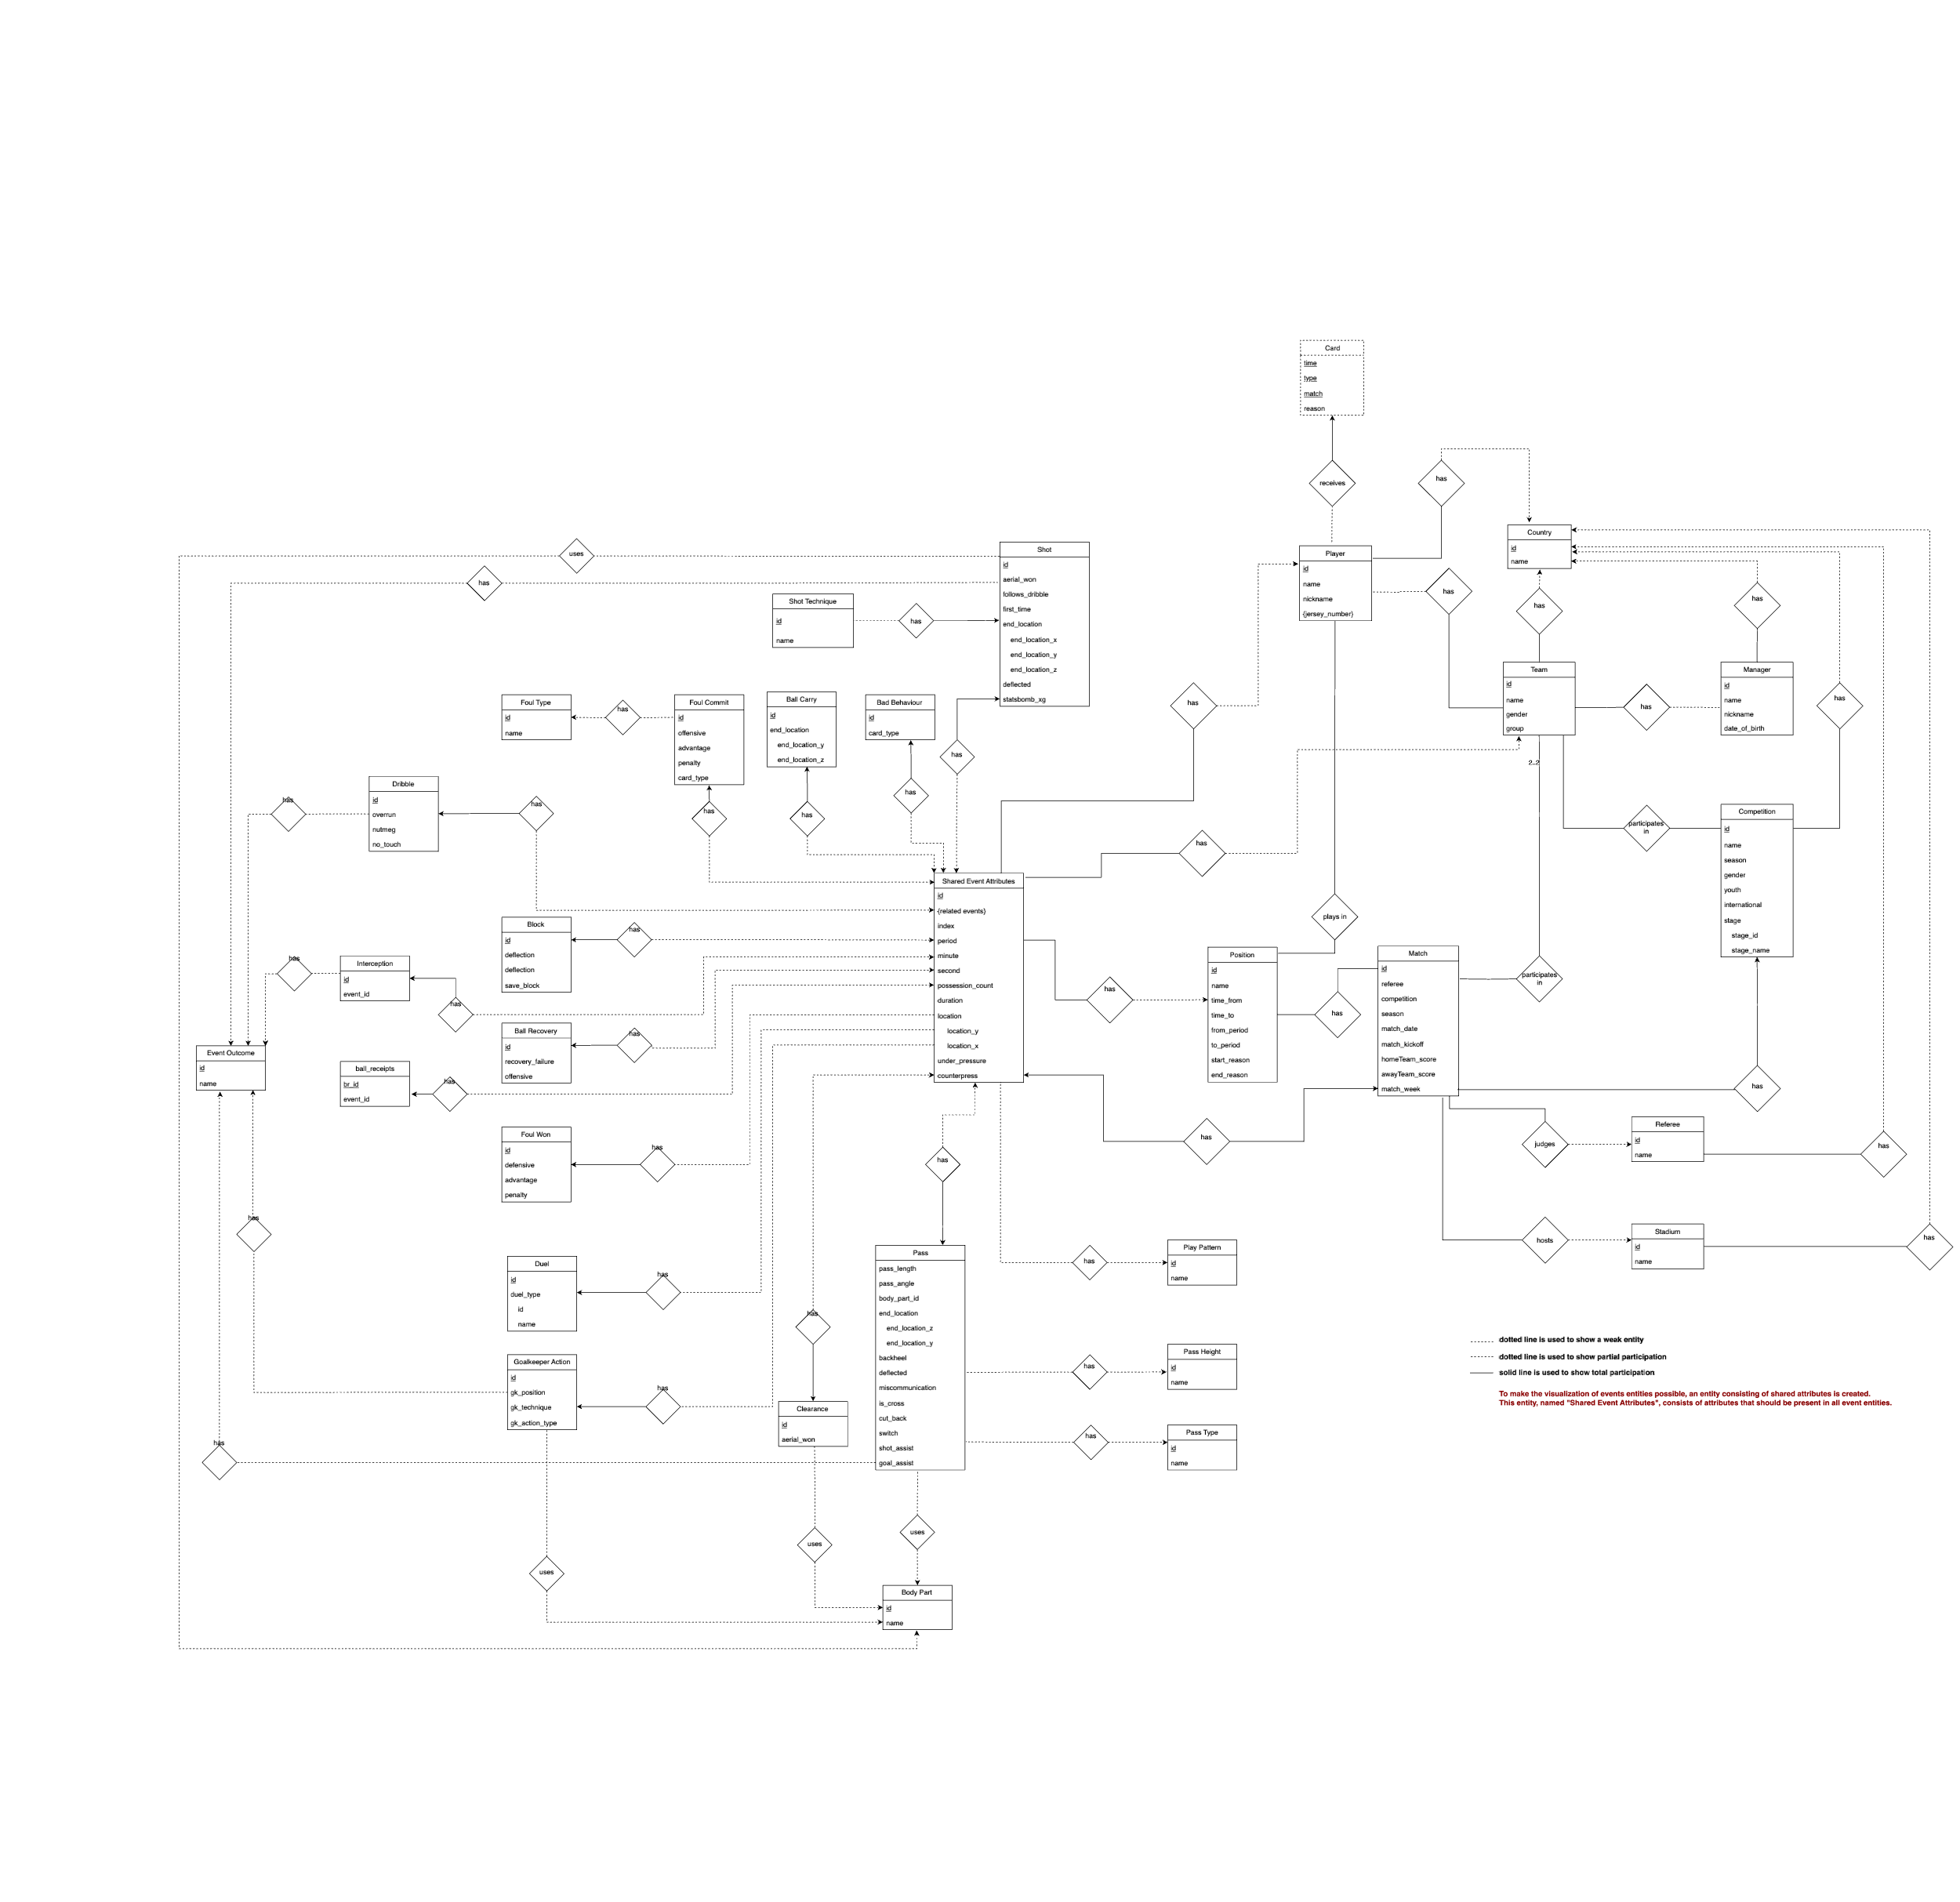 Card
time
type
match
reason
receives
has
Country
id
name
Player
id
name
nickname
{jersey_number}
has
has
has
uses
has
Shot
id
aerial_won
follows_dribble
first_time
end_location
end_location_x
end_location_y
end_location_z
deflected
statsbomb_xg
Shot Technique
id
name
has
Team
id
name
gender
group
has
Manager
id
name
nickname
date_of_birth
has
has
2..2
Foul Type
id
name
has
Foul Commit
id
offensive
advantage
penalty
card_type
Ball Carry
id
end_location
end_location_y
end_location_z
Bad Behaviour
id
card_type
has
has
has
has
Dribble
id
overrun
nutmeg
no_touch
has
has
has
participates
in
Competition
id
name
season
gender
youth
international
stage
stage_id
stage_name
Shared Event Attributes
id
{related events}
index
period
minute
second
possession_count
duration
location
location_y
location_x
under_pressure
counterpress
plays in
Block
id
deflection
deflection
save_block
has
Interception
id
event_id
has
has
Ball Recovery
id
recovery_failure
offensive
has
Event Outcome
id
name
ball_receipts
br_id
event_id
has
Position
id
name
time_from
time_to
from_period
to_period
start_reason
end_reason
has
has
Match
id
referee
competition
season
match_date
match_kickoff
homeTeam_score
awayTeam_score
match_week
participates
in
has
has
judges
Referee
id
name
has
Foul Won
id
defensive
advantage
penalty
has
has
has
hosts
Stadium
id
name
has
Pass
pass_length
pass_angle
body_part_id
end_location
end_location_z
end_location_y
backheel
deflected
miscommunication
is_cross
cut_back
switch
shot_assist
goal_assist
has
Play Pattern
id
name
Duel
id
duel_type
id
name
has
has
has
Pass Height
id
name
Goalkeeper Action
id
gk_position
gk_technique
gk_action_type
has
Clearance
id
aerial_won
has
Pass Type
id
name
has
uses
uses
uses
Body Part
id
name
dotted line is used to show a weak entity
dotted line is used to show partial participation
solid line is used to show total participation
To make the visualization of events entities possible, an entity consisting of shared attributes is created.
This entity, named "Shared Event Attributes", consists of attributes that should be present in all event entities.